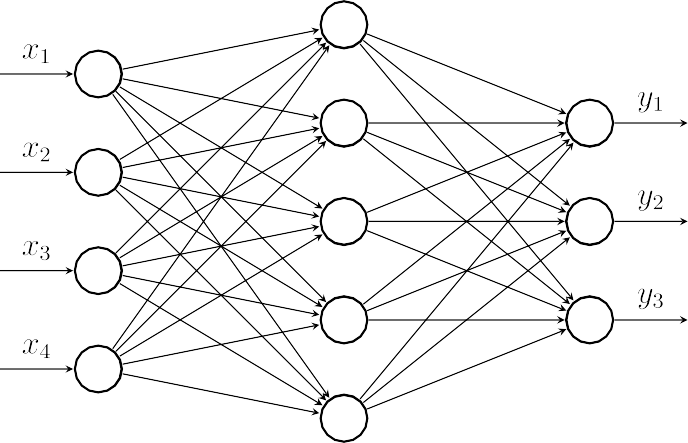 x₁
x₂
x₃
x₄
y₁
y₂
y₃